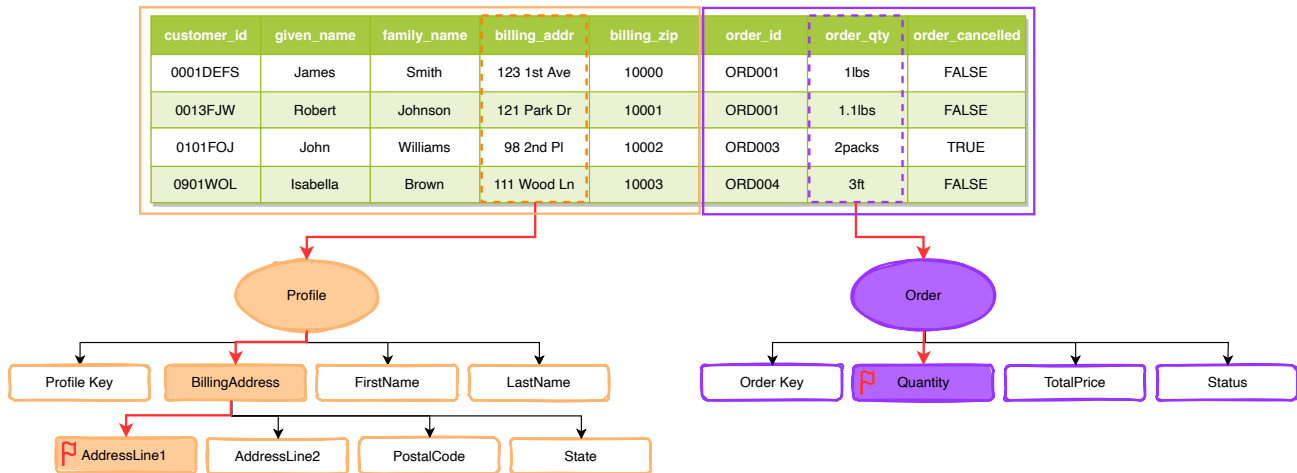 customer_id given_name family_name billing_addr billing_zip order_id order_qty order_cancelled
0001DEFS James Smith 123 1st Ave 10000 ORD001 1lbs FALSE
0013FJW Robert Johnson 121 Park Dr 10001 ORD001 1.1lbs FALSE
0101FOJ John Williams 98 2nd Pl 10002 ORD003 2packs TRUE
0901WOL Isabella Brown 111 Wood Ln 10003 ORD004 3ft FALSE
Profile Order
Profile Key BillingAddress FirstName LastName Order Key Quantity TotalPrice Status
AddressLine1 AddressLine2 PostalCode State